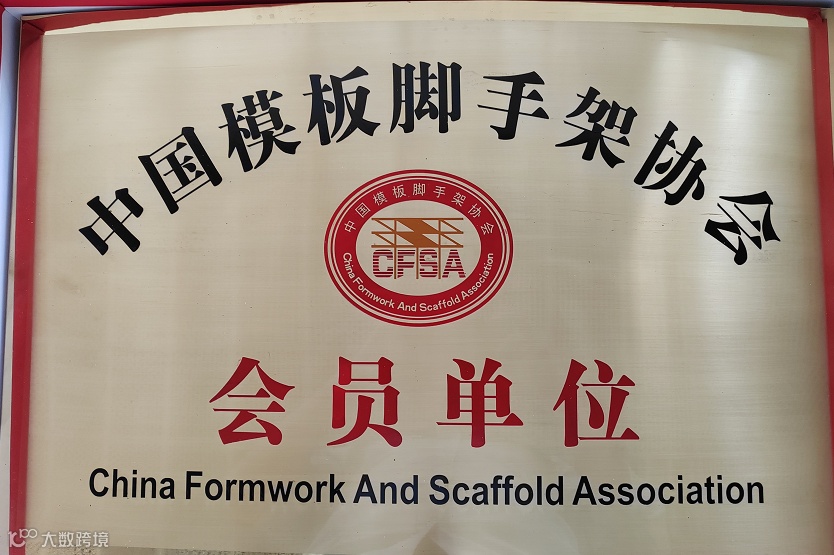 中国模板脚手架协会
中国模板脚手架协会
CFSA
China Formwork And Scaffold Association
会员单位
China Formwork And Scaffold Association
大数跨境